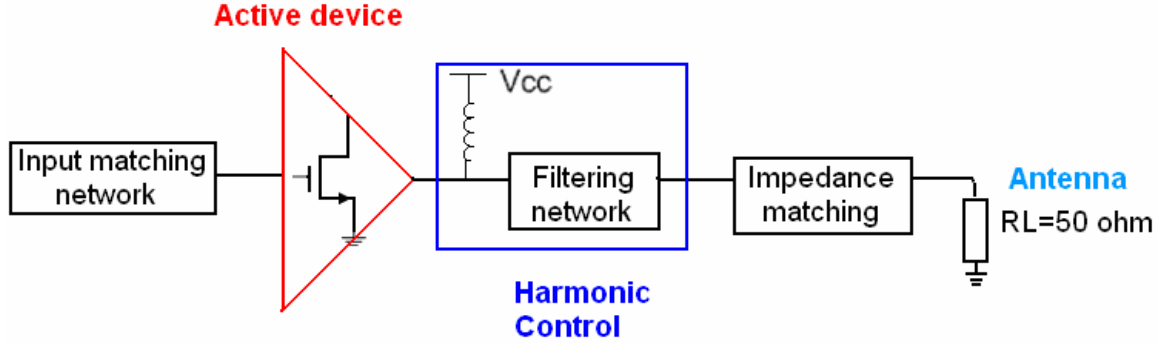 Active device
Vcc
Input matching
network
Filtering
network
Impedance
matching
Antenna
RL=50 ohm
Harmonic
Control